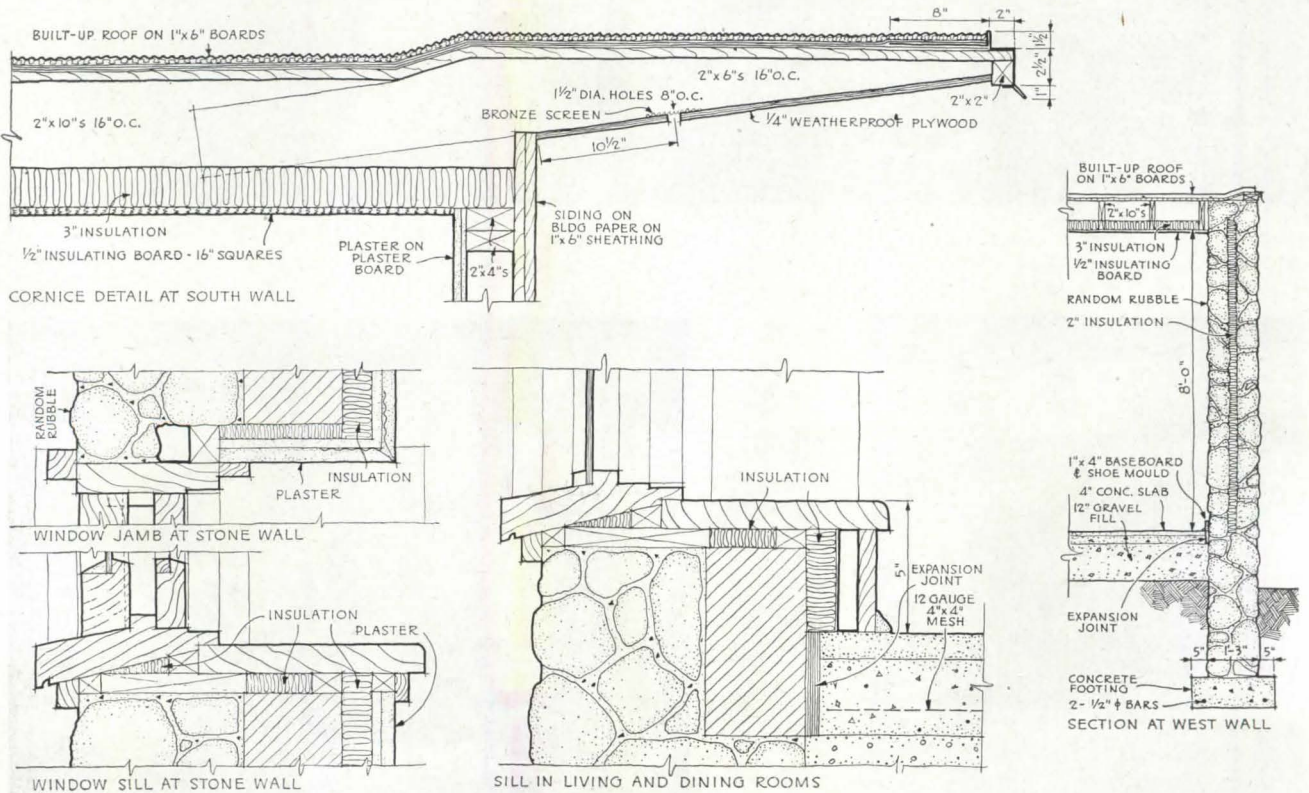 BUILT-UP ROOF ON 1"x6" BOARDS
8"
2"
1½"
2½"
1"
2"x6"s 16"O.C.
1½" DIA. HOLES 8"O.C.
BRONZE SCREEN
2"x2"
¼" WEATHERPROOF PLYWOOD
2"x10"s 16"O.C.
10½"
3" INSULATION
½" INSULATING BOARD - 16" SQUARES
PLASTER ON
PLASTER
BOARD
2"x4"s
SIDING ON
BLDG PAPER ON
1"x6" SHEATHING
CORNICE DETAIL AT SOUTH WALL
RANDOM
RUBBLE
INSULATION
PLASTER
WINDOW JAMB AT STONE WALL
INSULATION
PLASTER
WINDOW SILL AT STONE WALL
INSULATION
5"
EXPANSION
JOINT
12 GAUGE
4"x4"
MESH
SILL IN LIVING AND DINING ROOMS
BUILT-UP ROOF
ON 1"x6" BOARDS
2"x10"s
3" INSULATION
½" INSULATING
BOARD
RANDOM RUBBLE
2" INSULATION
8'-0"
1"x4" BASEBOARD
& SHOE MOULD
4" CONC. SLAB
12" GRAVEL
FILL
EXPANSION
JOINT
5"
1'-3"
5"
CONCRETE
FOOTING
2- ½" ϕ BARS
SECTION AT WEST WALL